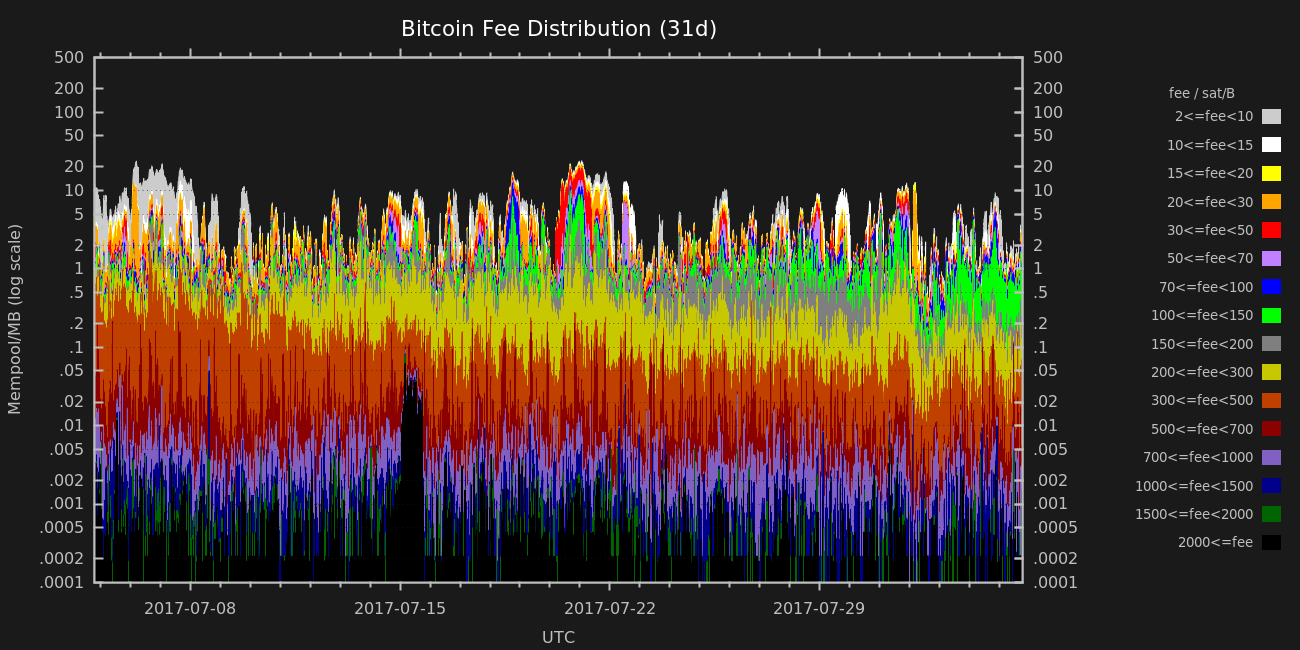 Bitcoin Fee Distribution (31d)
500 500
200 200
100 100
50 50
20 20
10 10
5 5
2 2
1 1
.5 .5
.2 .2
.1 .1
.05 .05
.02 .02
.01 .01
.005 .005
.002 .002
.001 .001
.0005 .0005
.0002 .0002
.0001 .0001
Mempool/MB (log scale)
2017-07-08 2017-07-15 2017-07-22 2017-07-29
UTC
fee / sat/B
2<=fee<10
10<=fee<15
15<=fee<20
20<=fee<30
30<=fee<50
50<=fee<70
70<=fee<100
100<=fee<150
150<=fee<200
200<=fee<300
300<=fee<500
500<=fee<700
700<=fee<1000
1000<=fee<1500
1500<=fee<2000
2000<=fee